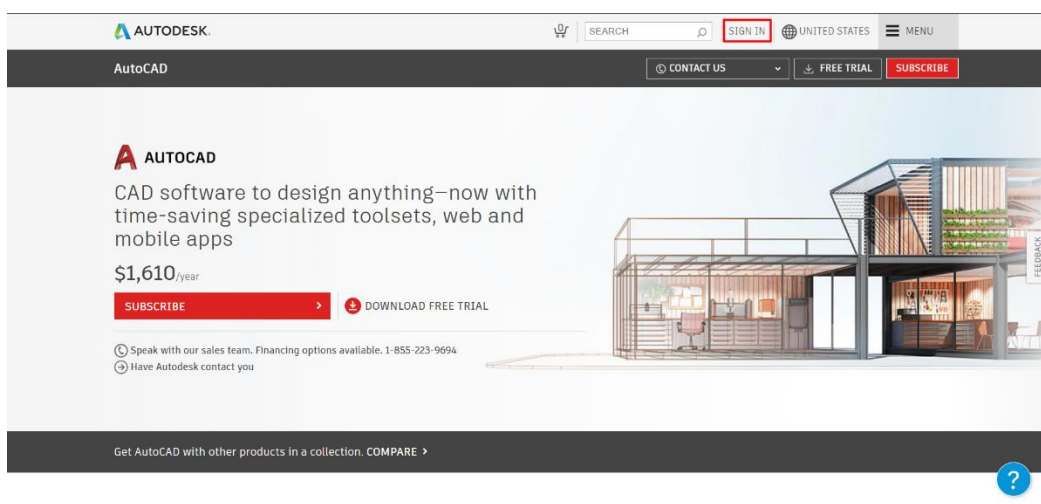 AUTODESK.
0
SEARCH
SIGN IN
UNITED STATES
MENU
AutoCAD
CONTACT US
FREE TRIAL
SUBSCRIBE
AUTOCAD
CAD software to design anything—now with
time-saving specialized toolsets, web and
mobile apps
$1,610/year
SUBSCRIBE
DOWNLOAD FREE TRIAL
Speak with our sales team. Financing options available. 1-855-223-9694
Have Autodesk contact you
FEEDBACK
Get AutoCAD with other products in a collection. COMPARE >
?